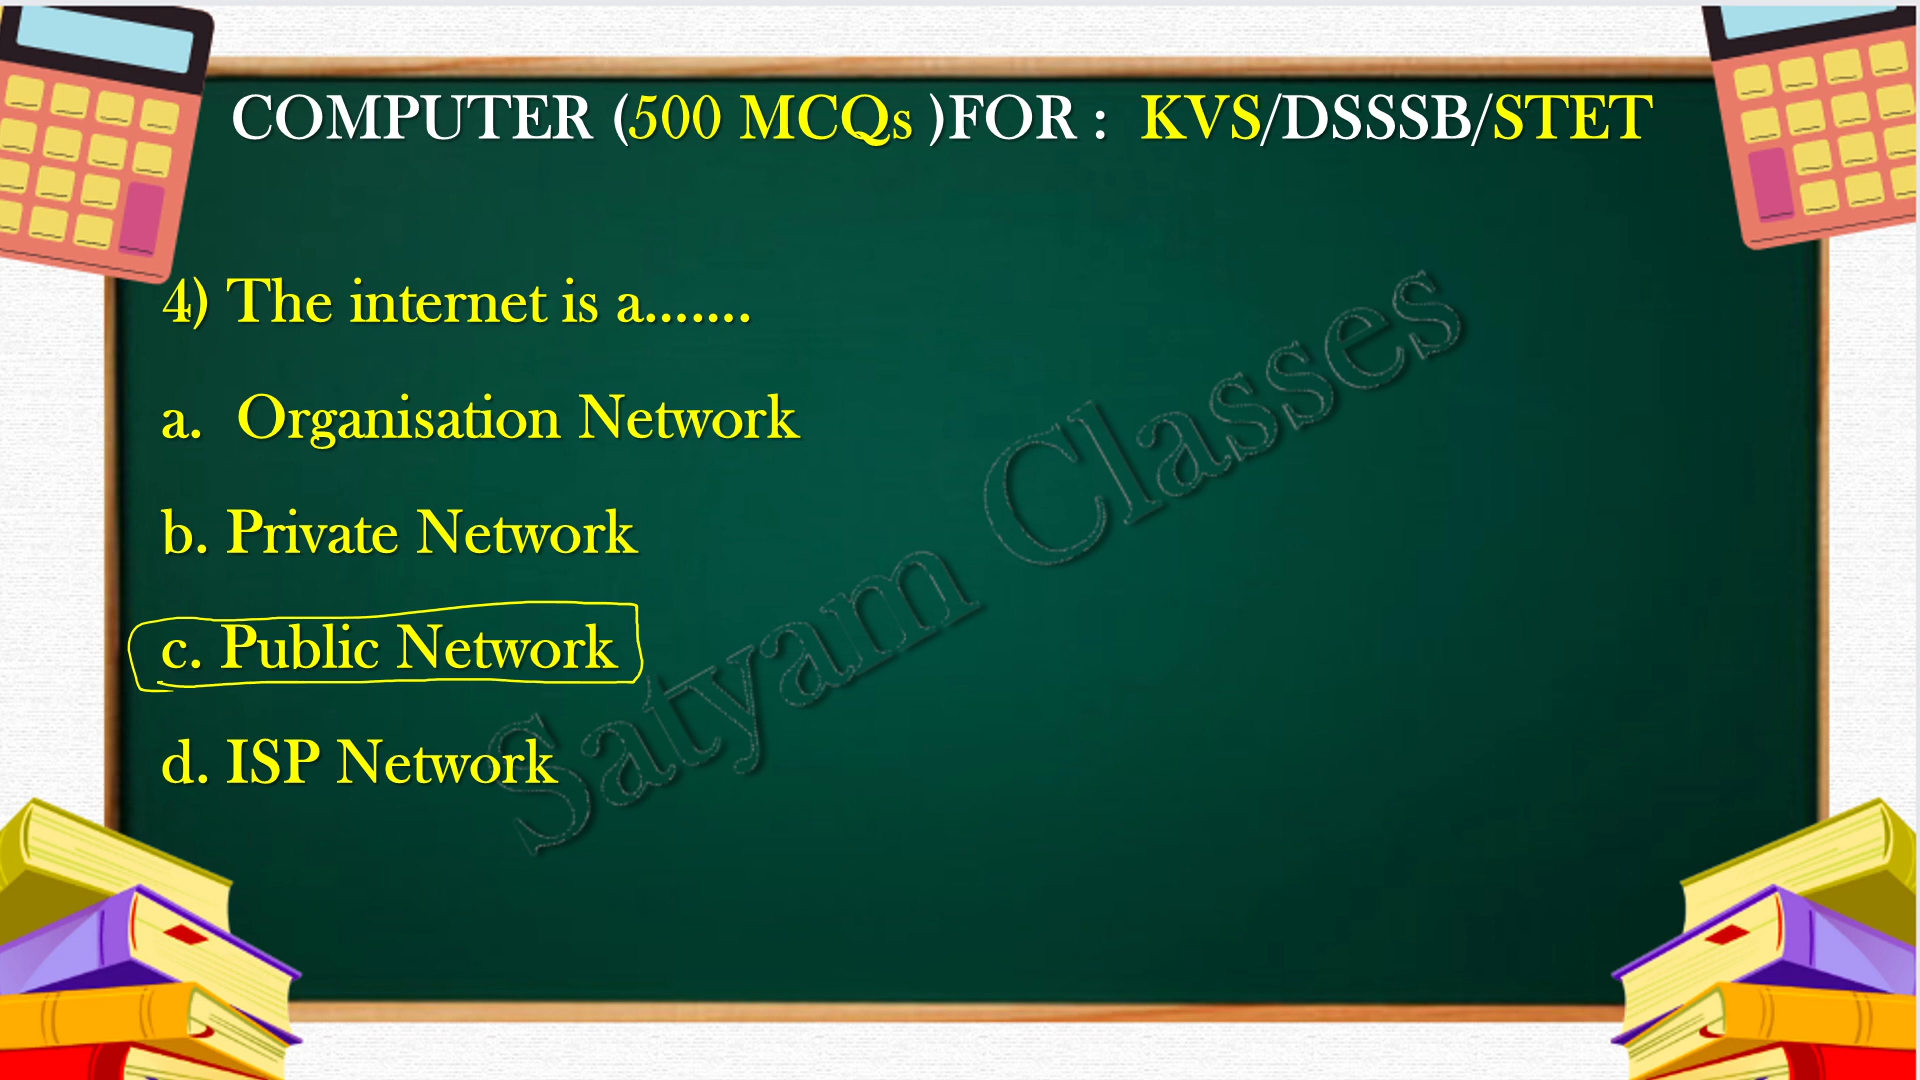 COMPUTER (500 MCQs )FOR : KVS/DSSSB/STET
4) The internet is a.......
a. Organisation Network
b. Private Network
c. Public Network
d. ISP Network
Satyam Classes